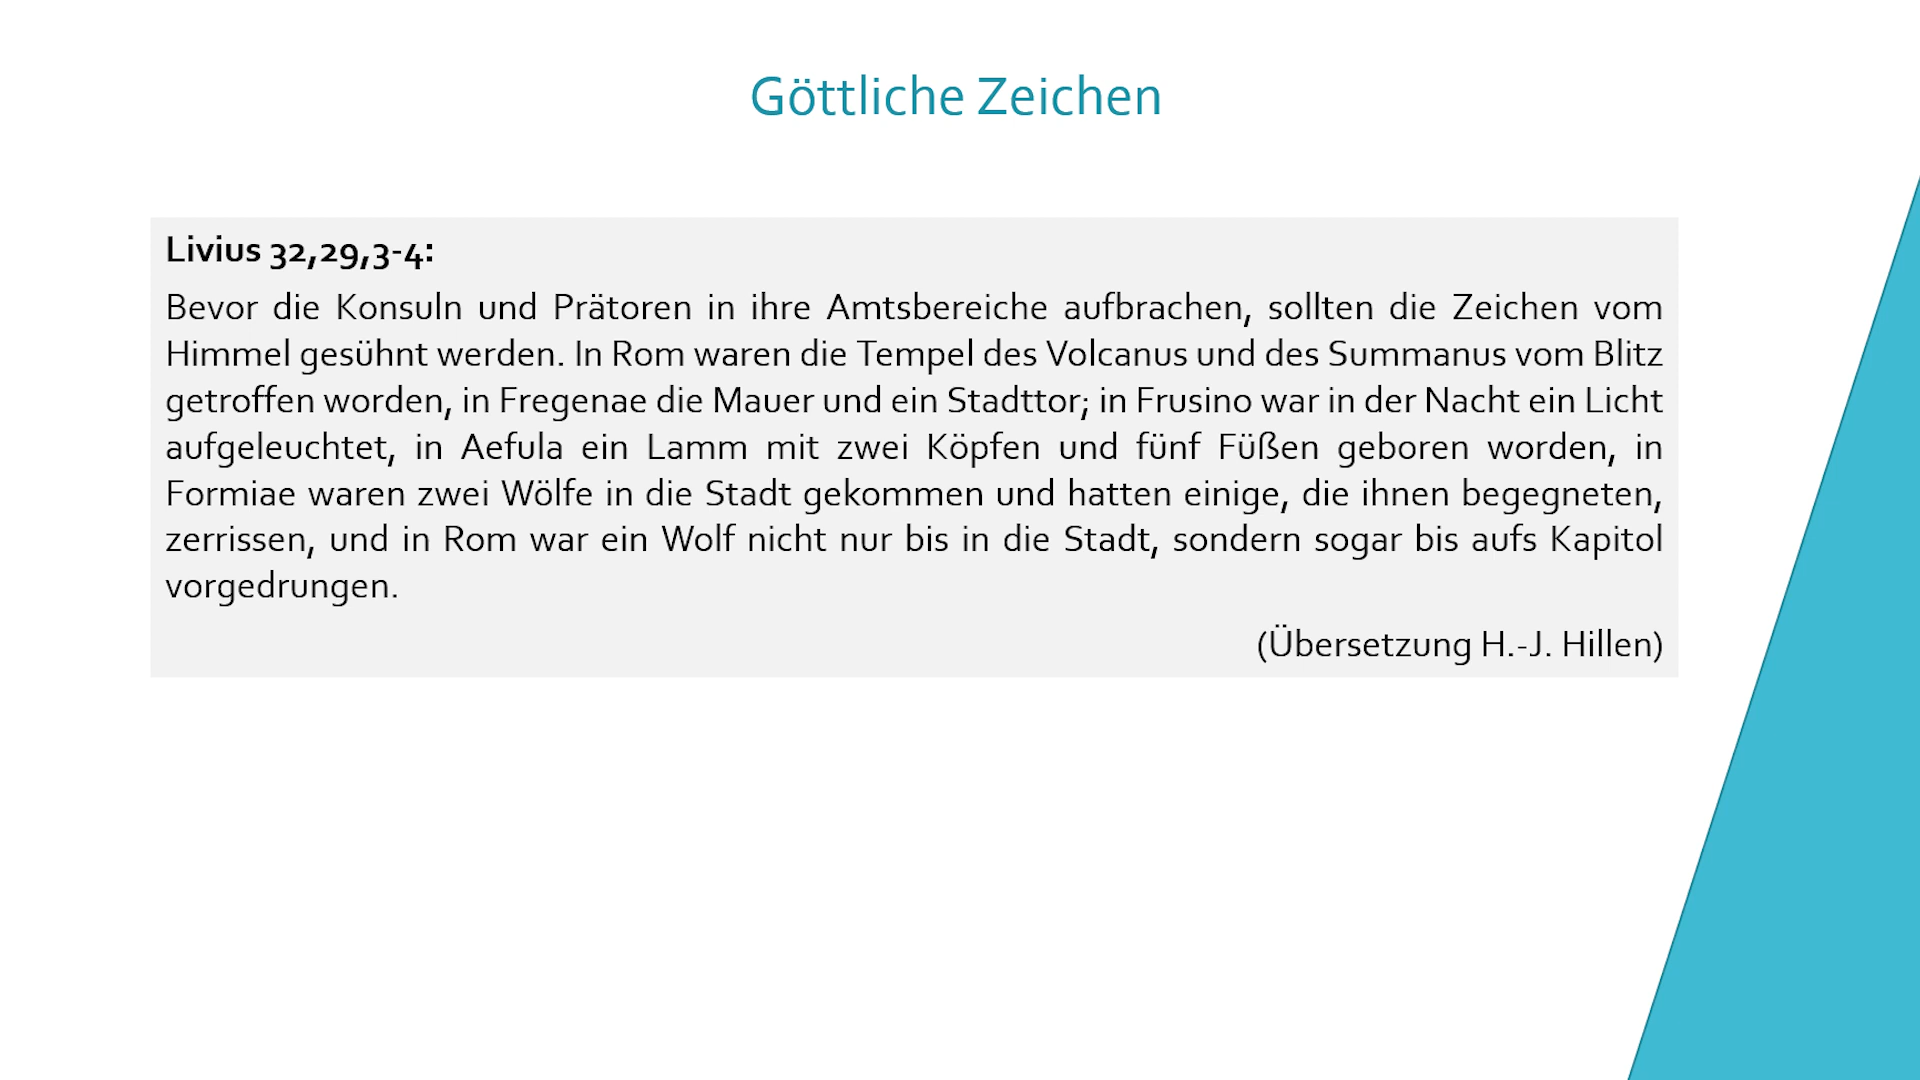 Göttliche Zeichen
Livius 32,29,3-4:
Bevor die Konsuln und Prätoren in ihre Amtsbereiche aufbrachen, sollten die Zeichen vom
Himmel gesühnt werden. In Rom waren die Tempel des Volcanus und des Summanus vom Blitz
getroffen worden, in Fregenae die Mauer und ein Stadttor; in Frusino war in der Nacht ein Licht
aufgeleuchtet, in Aefula ein Lamm mit zwei Köpfen und fünf Füßen geboren worden, in
Formiae waren zwei Wölfe in die Stadt gekommen und hatten einige, die ihnen begegneten,
zerrissen, und in Rom war ein Wolf nicht nur bis in die Stadt, sondern sogar bis aufs Kapitol
vorgedrungen.
(Übersetzung H.-J. Hillen)